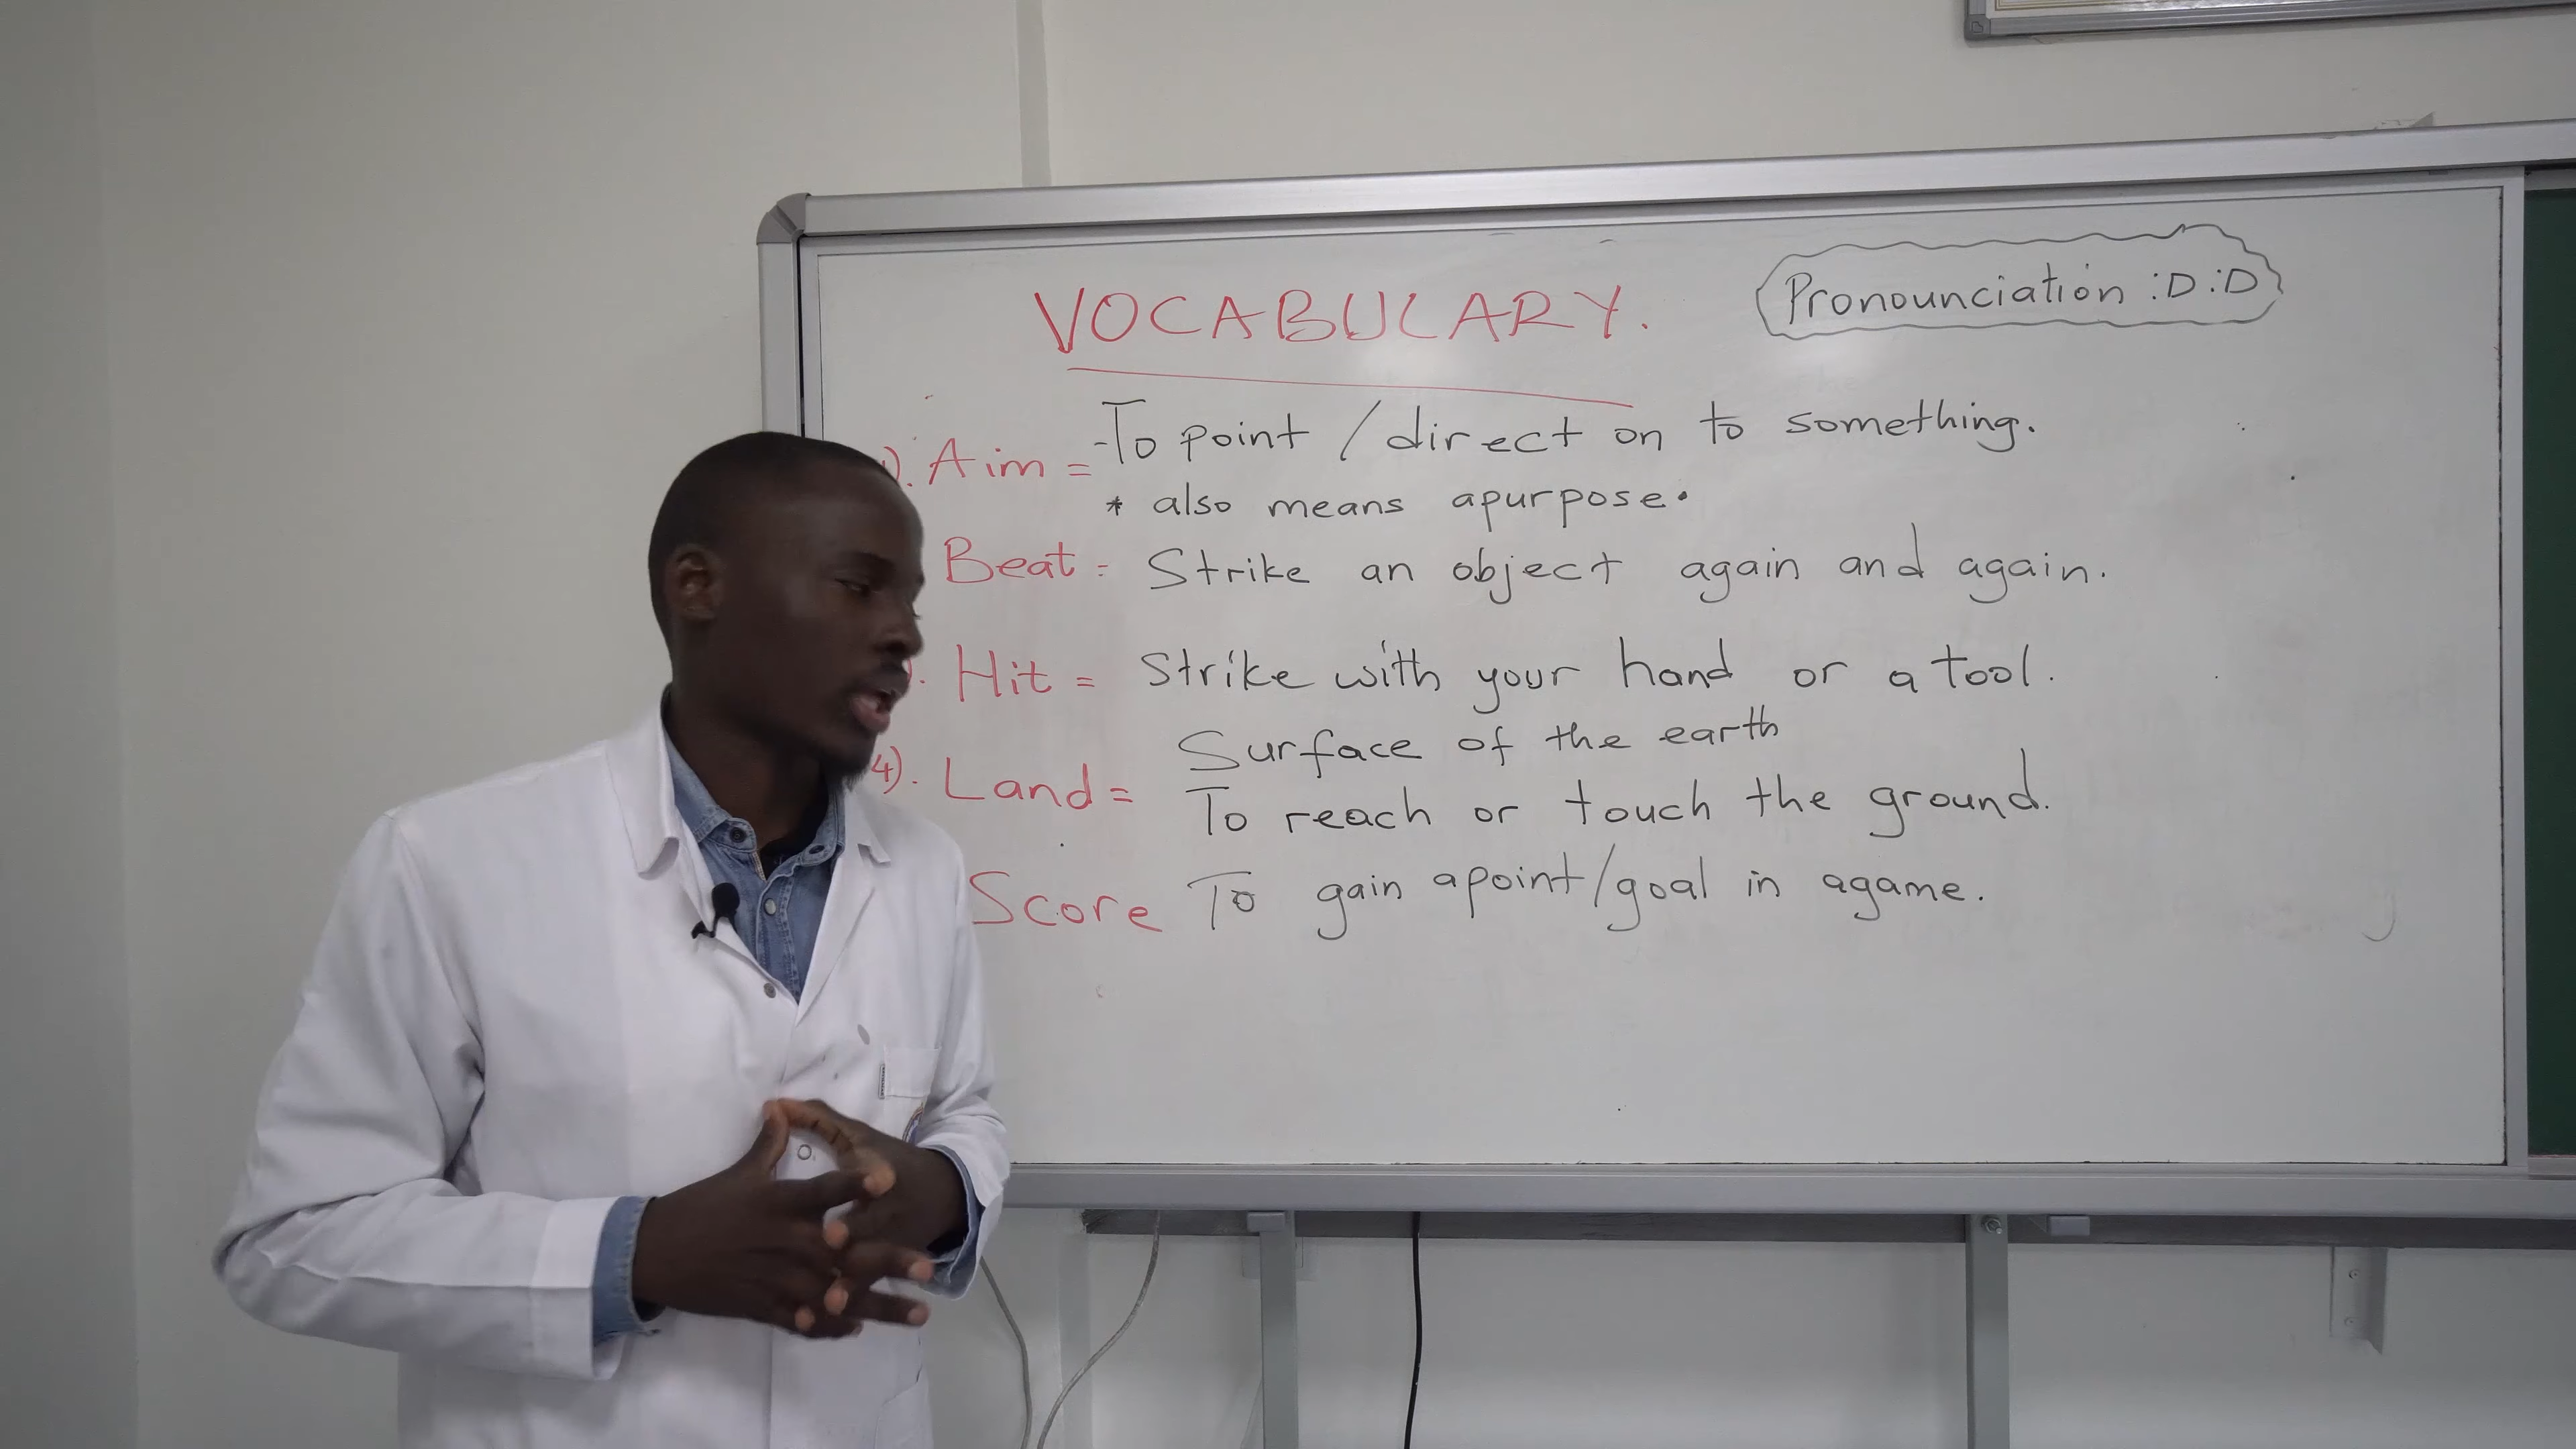 VOCABULARY.
Pronounciation :D :D
). Aim = -To point / direct on to something.
* also means apurpose.
Beat = Strike an object again and again.
). Hit = Strike with your hand or a tool.
Surface of the earth
4). Land =
To reach or touch the ground.
Score To gain apoint/goal in agame.